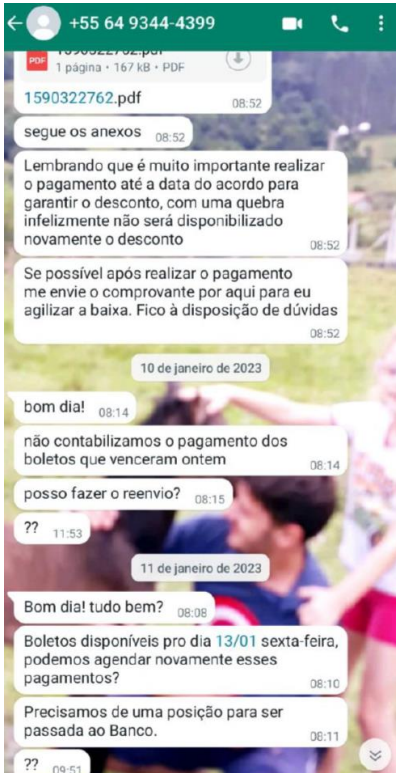 +55 64 9344-4399
1590322762.pdf
PDF
1 página • 167 kB • PDF
1590322762.pdf
08:52
segue os anexos 08:52
Lembrando que é muito importante realizar
o pagamento até a data do acordo para
garantir o desconto, com uma quebra
infelizmente não será disponibilizado
novamente o desconto
08:52
Se possível após realizar o pagamento
me envie o comprovante por aqui para eu
agilizar a baixa. Fico à disposição de dúvidas
08:52
10 de janeiro de 2023
bom dia! 08:14
não contabilizamos o pagamento dos
boletos que venceram ontem
08:14
posso fazer o reenvio? 08:15
?? 11:53
11 de janeiro de 2023
Bom dia! tudo bem? 08:08
Boletos disponíveis pro dia 13/01 sexta-feira,
podemos agendar novamente esses
pagamentos?
08:10
Precisamos de uma posição para ser
passada ao Banco.
08:11
?? 09:51